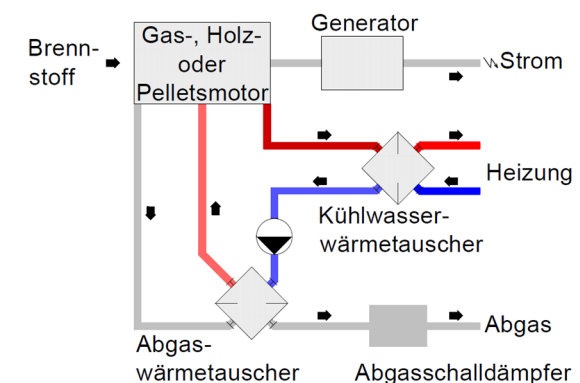 Generator
Gas-, Holz-
oder
Pelletsmotor
Brenn-
stoff
Strom
Heizung
Kühlwasser-
wärmetauscher
Abgas
Abgas-
wärmetauscher
Abgasschalldämpfer